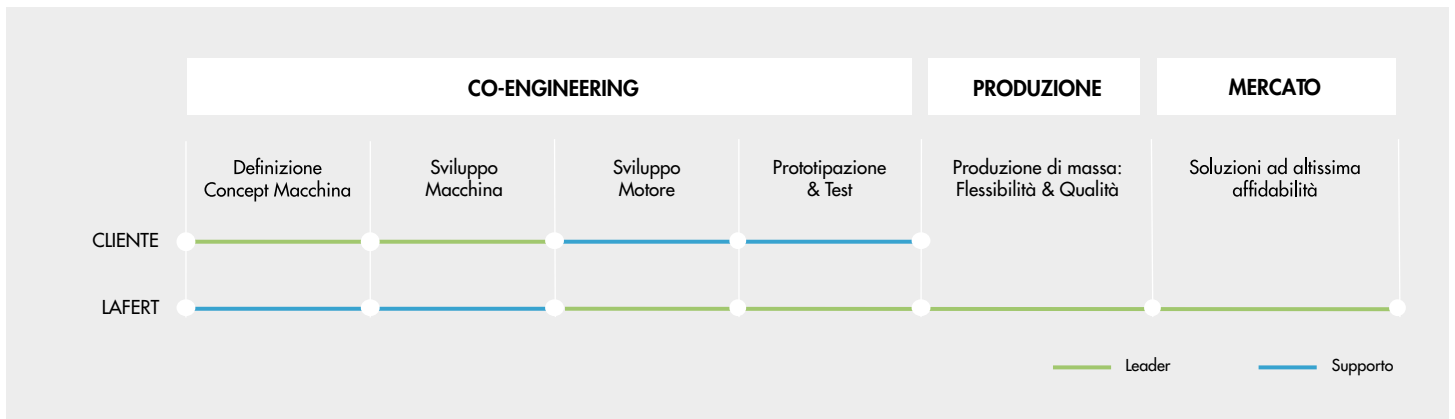 CO-ENGINEERING
PRODUZIONE
MERCATO
Definizione
Concept Macchina
Sviluppo
Macchina
Sviluppo
Motore
Prototipazione
& Test
Produzione di massa:
Flessibilità & Qualità
Soluzioni ad altissima
affidabilità
CLIENTE
LAFERT
Leader
Supporto